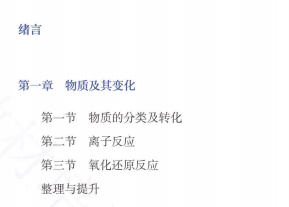 绪言
第一章 物质及其变化
第一节 物质的分类及转化
第二节 离子反应
第三节 氧化还原反应
整理与提升